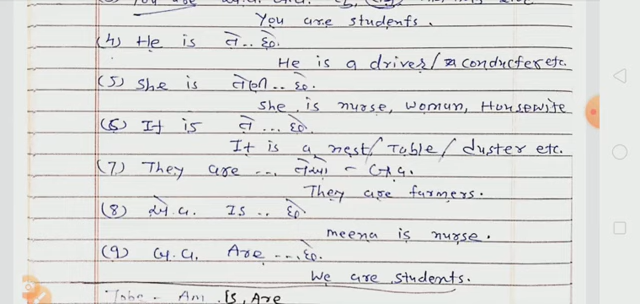 You are students.
(4) He is તે .. છે.
He is a driver/ a conducter etc.
(5) She is તેણી .. છે.
She is nurse, woman, Housewife
(6) It is તે ... છે.
It is a nest/ Table/ duster etc.
(7) They are ... તેઓ -
They are farmers.
(8) એ.વ. Is .. છે
meena is nurse.
(9) બ.વ. Are ... છે.
We are students.
Tobe - Am, Is, Are